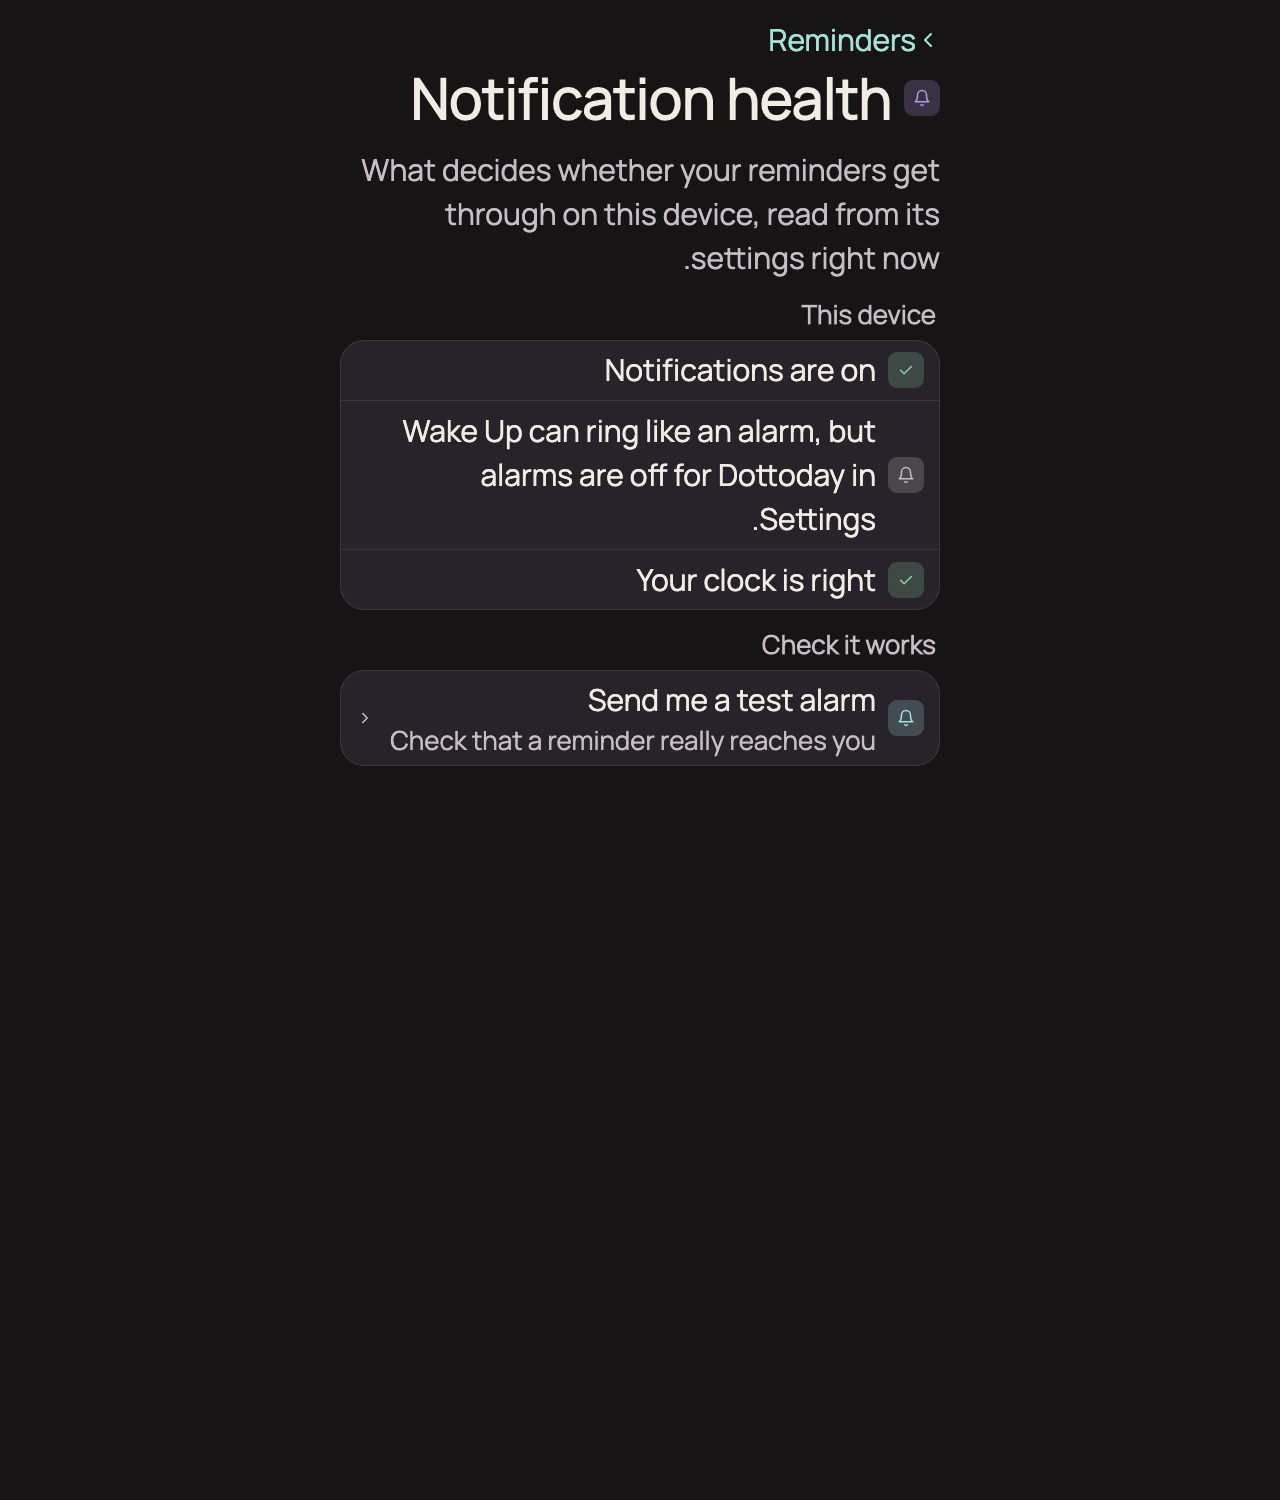 Reminders
Notification health
What decides whether your reminders get
through on this device, read from its
.settings right now
This device
Notifications are on
Wake Up can ring like an alarm, but
alarms are off for Dottoday in
.Settings
Your clock is right
Check it works
Send me a test alarm
Check that a reminder really reaches you